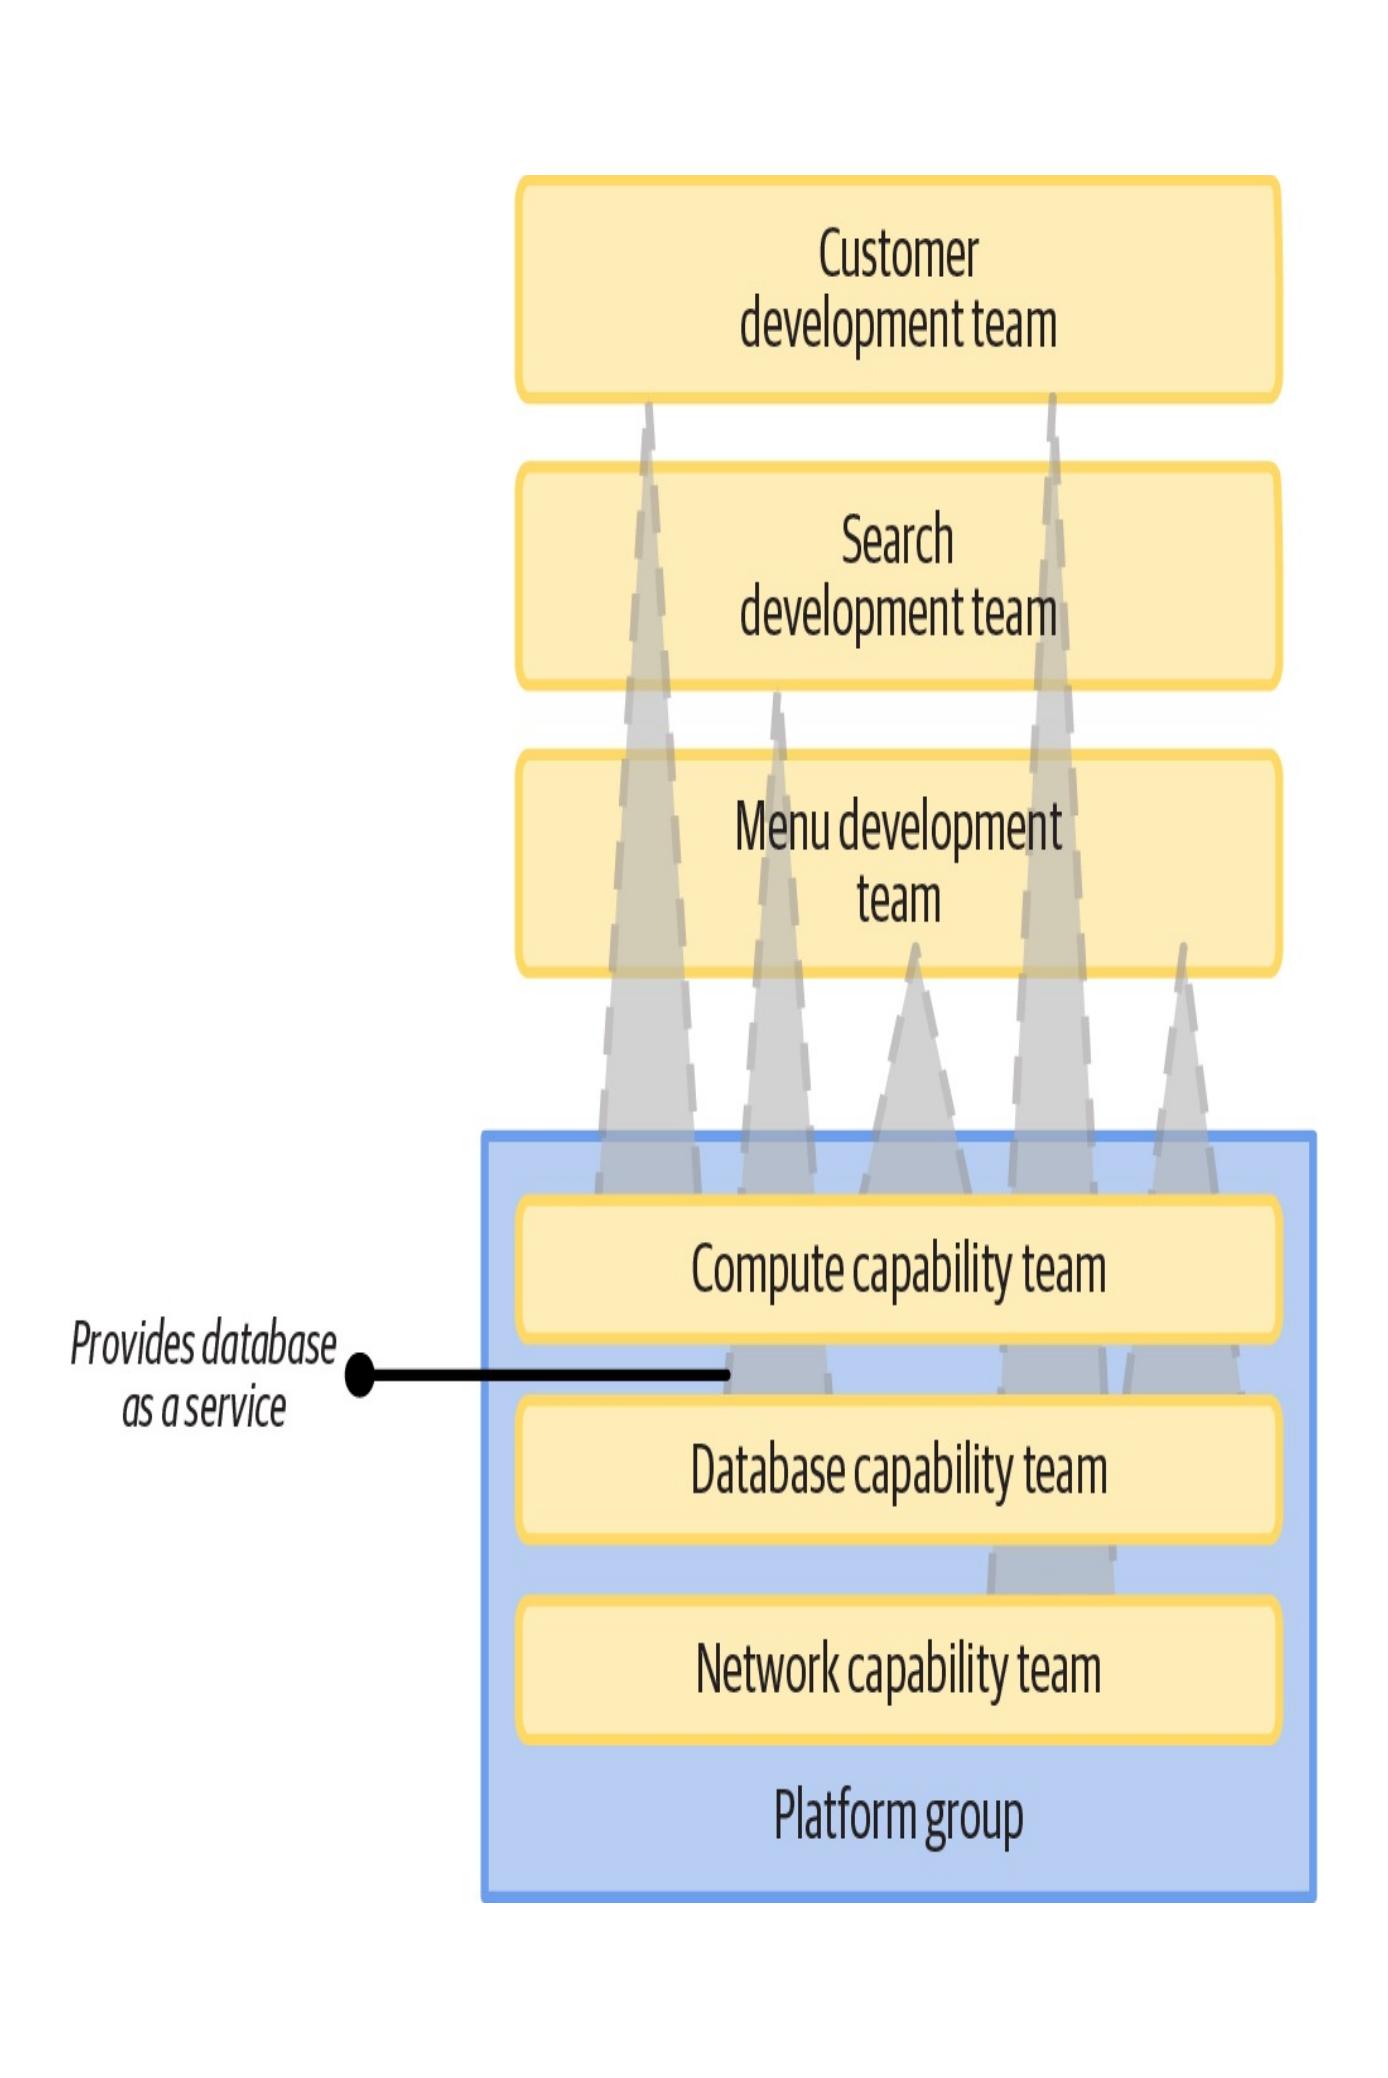 Customer
development team
Search
development team
Menu development
team
Compute capability team
Provides database
as a service
Database capability team
Network capability team
Platform group